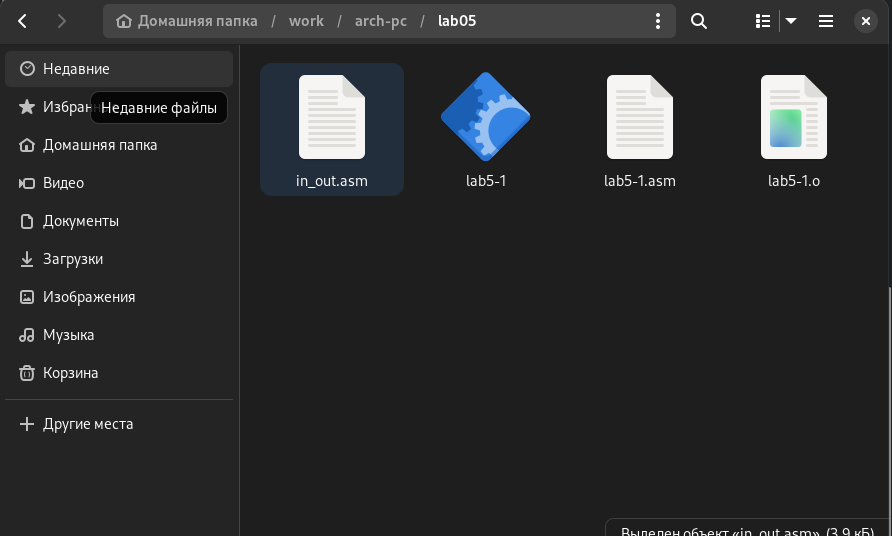 Домашняя папка / work / arch-pc / lab05
Недавние
Избранн
Недавние файлы
Домашняя папка
Видео
Документы
Загрузки
Изображения
Музыка
Корзина
Другие места
in_out.asm
lab5-1
lab5-1.asm
lab5-1.o
Выделен объект «in_out.asm» (3,9 кБ)